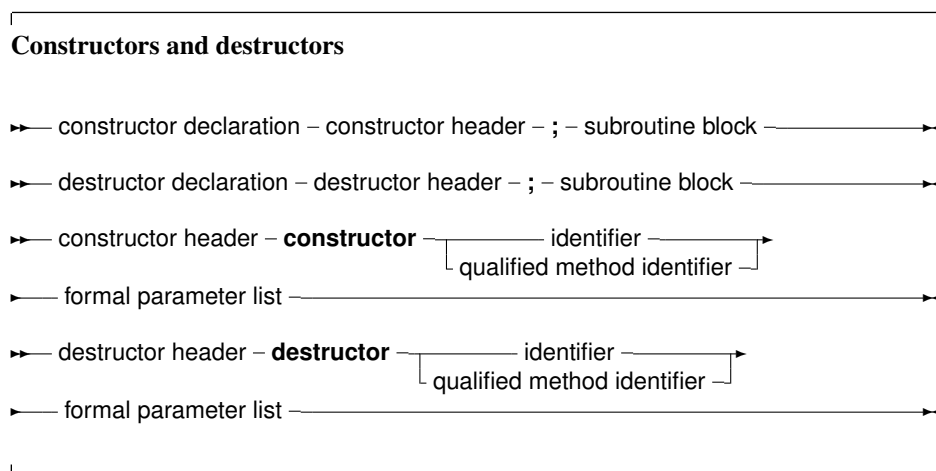 Constructors and destructors
constructor declaration – constructor header – ; – subroutine block
destructor declaration – destructor header – ; – subroutine block
constructor header – constructor identifier
qualified method identifier
formal parameter list
destructor header – destructor identifier
qualified method identifier
formal parameter list